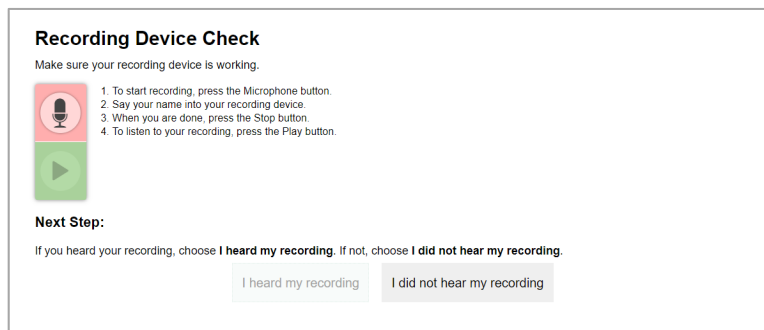 Recording Device Check
Make sure your recording device is working.
1. To start recording, press the Microphone button.
2. Say your name into your recording device.
3. When you are done, press the Stop button.
4. To listen to your recording, press the Play button.
Next Step:
If you heard your recording, choose I heard my recording. If not, choose I did not hear my recording.
I heard my recording I did not hear my recording